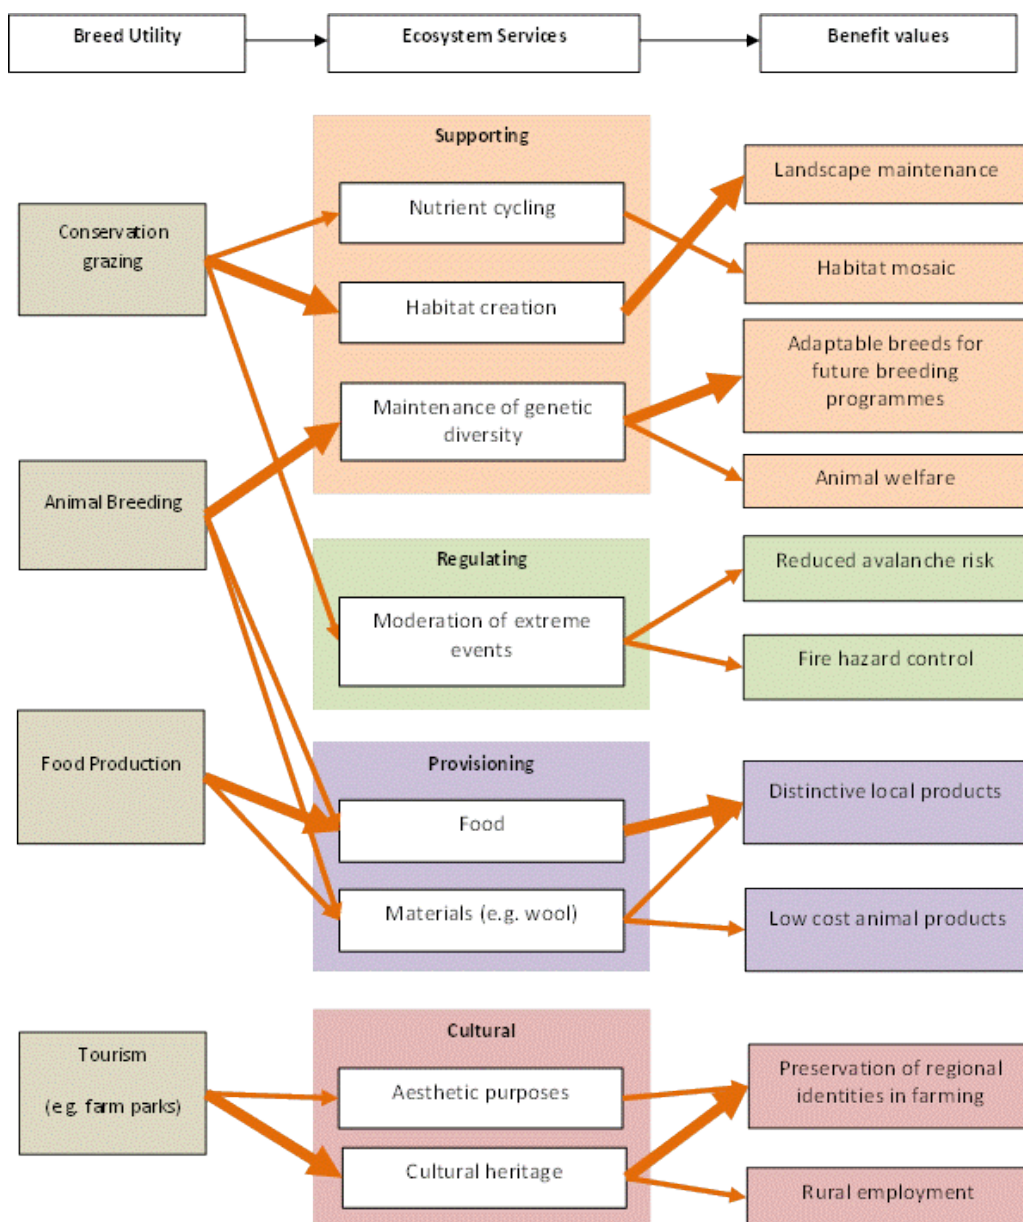 Breed Utility
Ecosystem Services
Benefit values
Supporting
Nutrient cycling
Habitat creation
Maintenance of genetic
diversity
Regulating
Moderation of extreme
events
Provisioning
Food
Materials (e.g. wool)
Cultural
Aesthetic purposes
Cultural heritage
Conservation
grazing
Animal Breeding
Food Production
Tourism
(e.g. farm parks)
Landscape maintenance
Habitat mosaic
Adaptable breeds for
future breeding
programmes
Animal welfare
Reduced avalanche risk
Fire hazard control
Distinctive local products
Low cost animal products
Preservation of regional
identities in farming
Rural employment